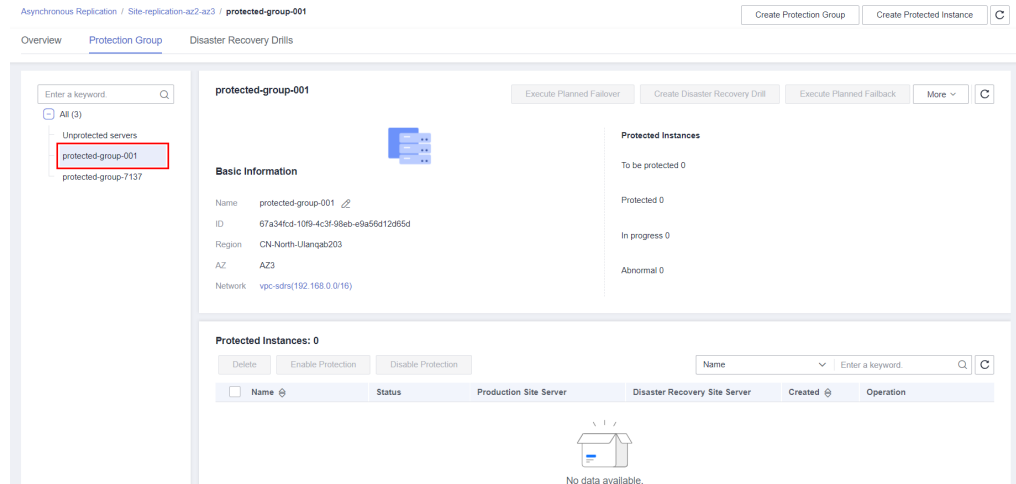 Asynchronous Replication / Site-replication-az2-az3 / protected-group-001
Create Protection Group
Create Protected Instance
Overview
Protection Group
Disaster Recovery Drills
Enter a keyword.
All (3)
Unprotected servers
protected-group-001
protected-group-7137
protected-group-001
Execute Planned Failover
Create Disaster Recovery Drill
Execute Planned Failback
More
Basic Information
Name protected-group-001
ID 67a34fcd-10f9-4c3f-98eb-e9a56d12d65d
Region CN-North-Ulanqab203
AZ AZ3
Network vpc-sdrs(192.168.0.0/16)
Protected Instances
To be protected 0
Protected 0
In progress 0
Abnormal 0
Protected Instances: 0
Delete
Enable Protection
Disable Protection
Name
Enter a keyword.
Name Status Production Site Server Disaster Recovery Site Server Created Operation
No data available.